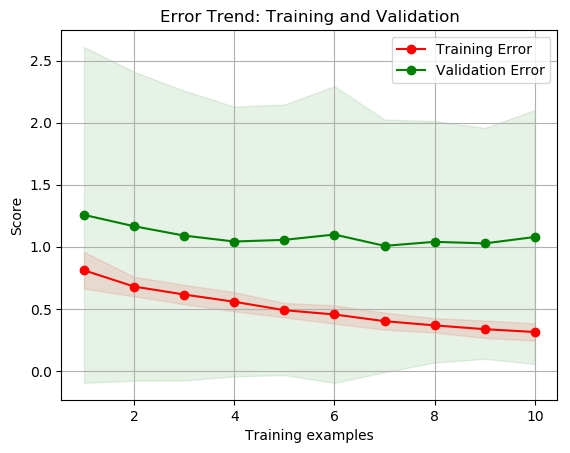 Error Trend: Training and Validation
Training Error
Validation Error
Score
2.5
2.0
1.5
1.0
0.5
0.0
2 4 6 8 10
Training examples